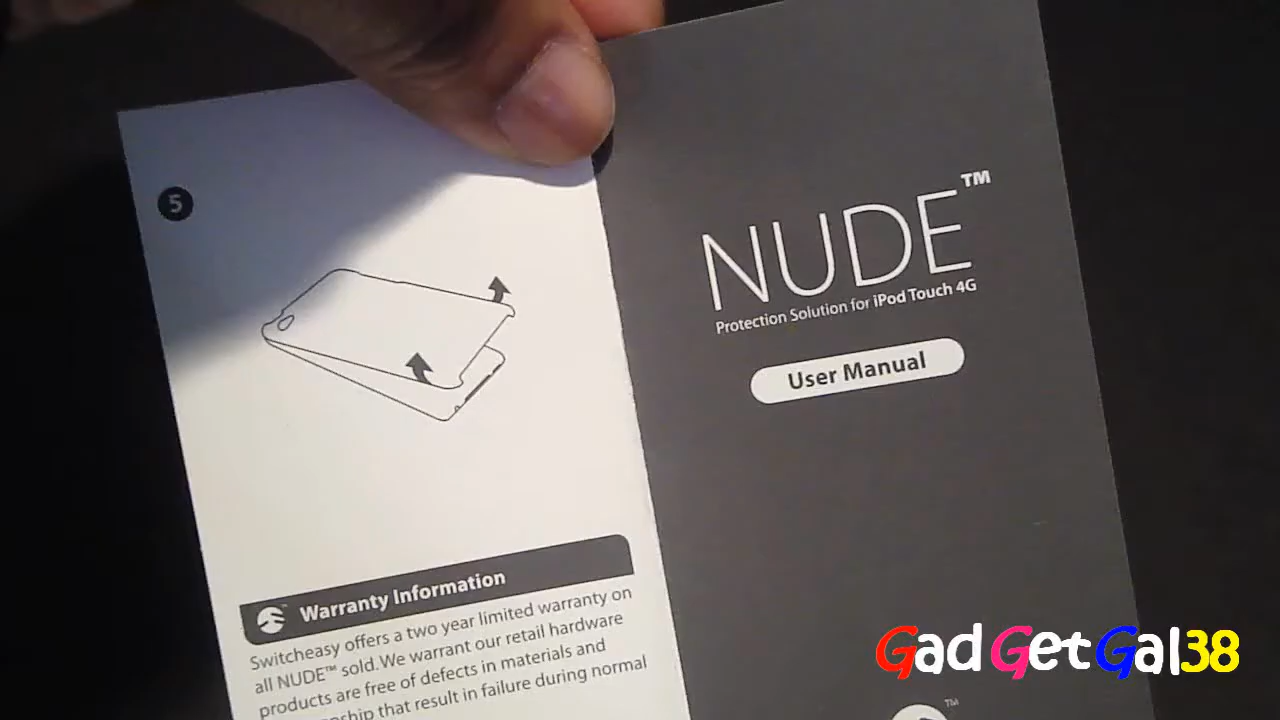 5
Warranty Information
Switcheasy offers a two year limited warranty on
all NUDE™ sold. We warrant our retail hardware
products are free of defects in materials and
that result in failure during normal
NUDE™
Protection Solution for iPod Touch 4G
User Manual
TM
GadGetGal38